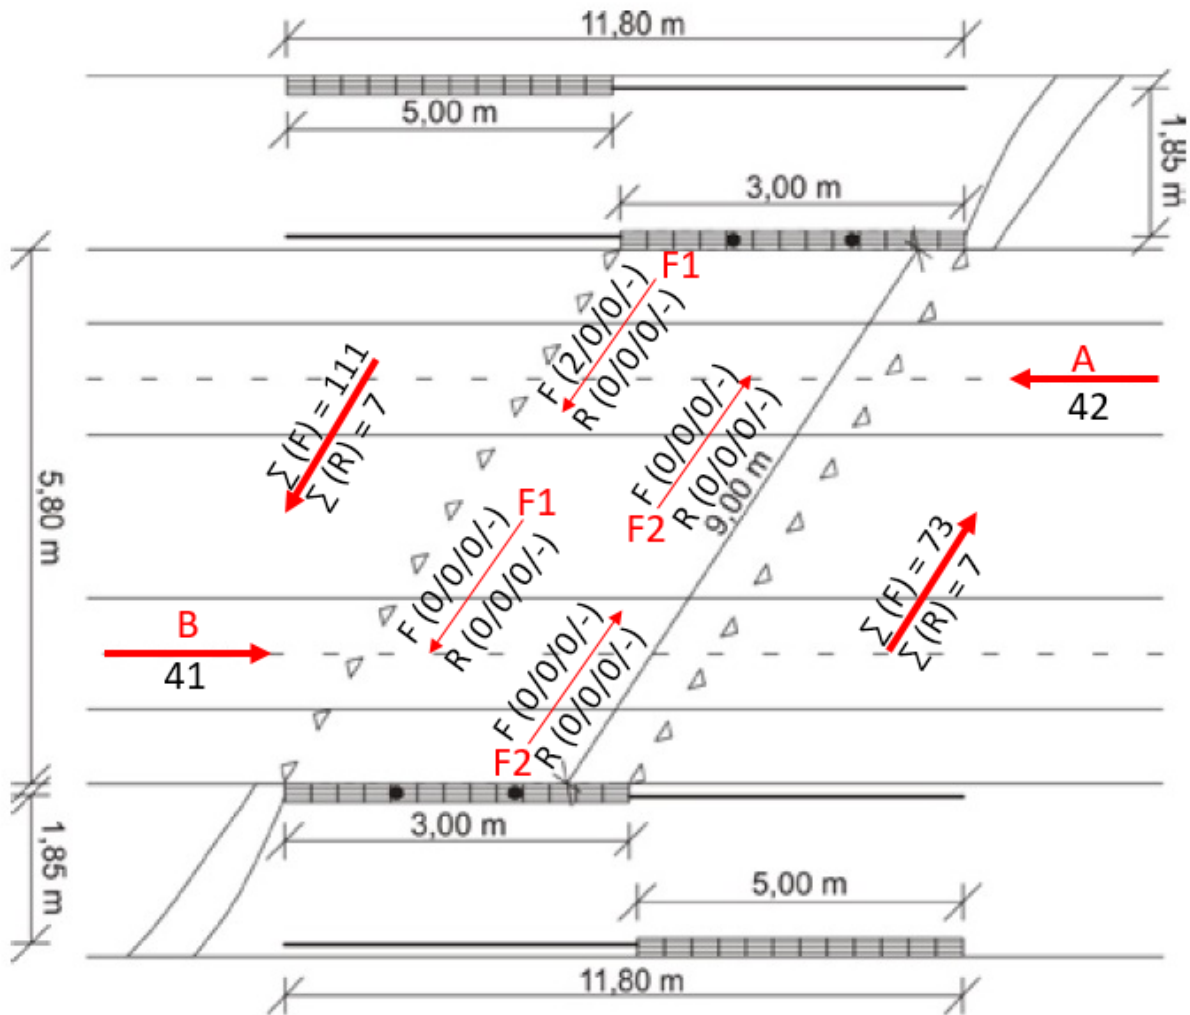 11,80 m
5,00 m
1,85 m
3,00 m
F1
F (2/0/0/-)
R (0/0/0/-)
A
42
∑ (F) = 111
∑ (R) = 7
F (0/0/0/-)
R (0/0/0/-)
F2
9,00 m
5,80 m
F1
F (0/0/0/-)
R (0/0/0/-)
∑ (F) = 73
∑ (R) = 7
B
41
F (0/0/0/-)
R (0/0/0/-)
F2
3,00 m
1,85 m
5,00 m
11,80 m